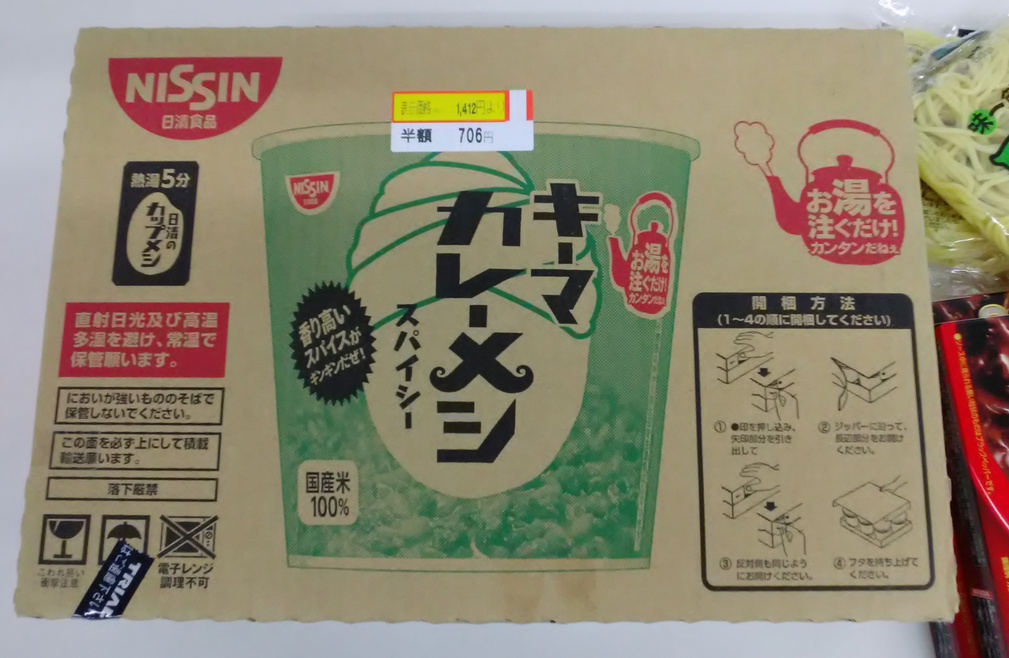 NISSIN
日清食品
熱湯5分
日清の
カップメシ
直射日光及び高温
多湿を避け、常温で
保管願います。
においが強いもののそばで
保管しないでください。
この面を必ず上にして積載
輸送願います。
落下厳禁
こわれ易い
衝撃注意
電子レンジ
調理不可
TRIAL
表示価格
1,412円より
半額 706円
NISSIN
キーマ
カレーメシ
スパイシー
香り高い
スパイスが
ギンギンだぜ!
国産米
100%
お湯を
注ぐだけ!
カンタンだねぇ
お湯を
注ぐだけ!
カンタンだねぇ
開梱方法
(1〜4の順に開梱してください)
① ●印を押し込み、
矢印部分を引き
出して
② ジッパーに沿って、
長辺部分をお開け
ください。
③ 反対側も同じよう
にお開けください。
④ フタを持ち上げて
ください。